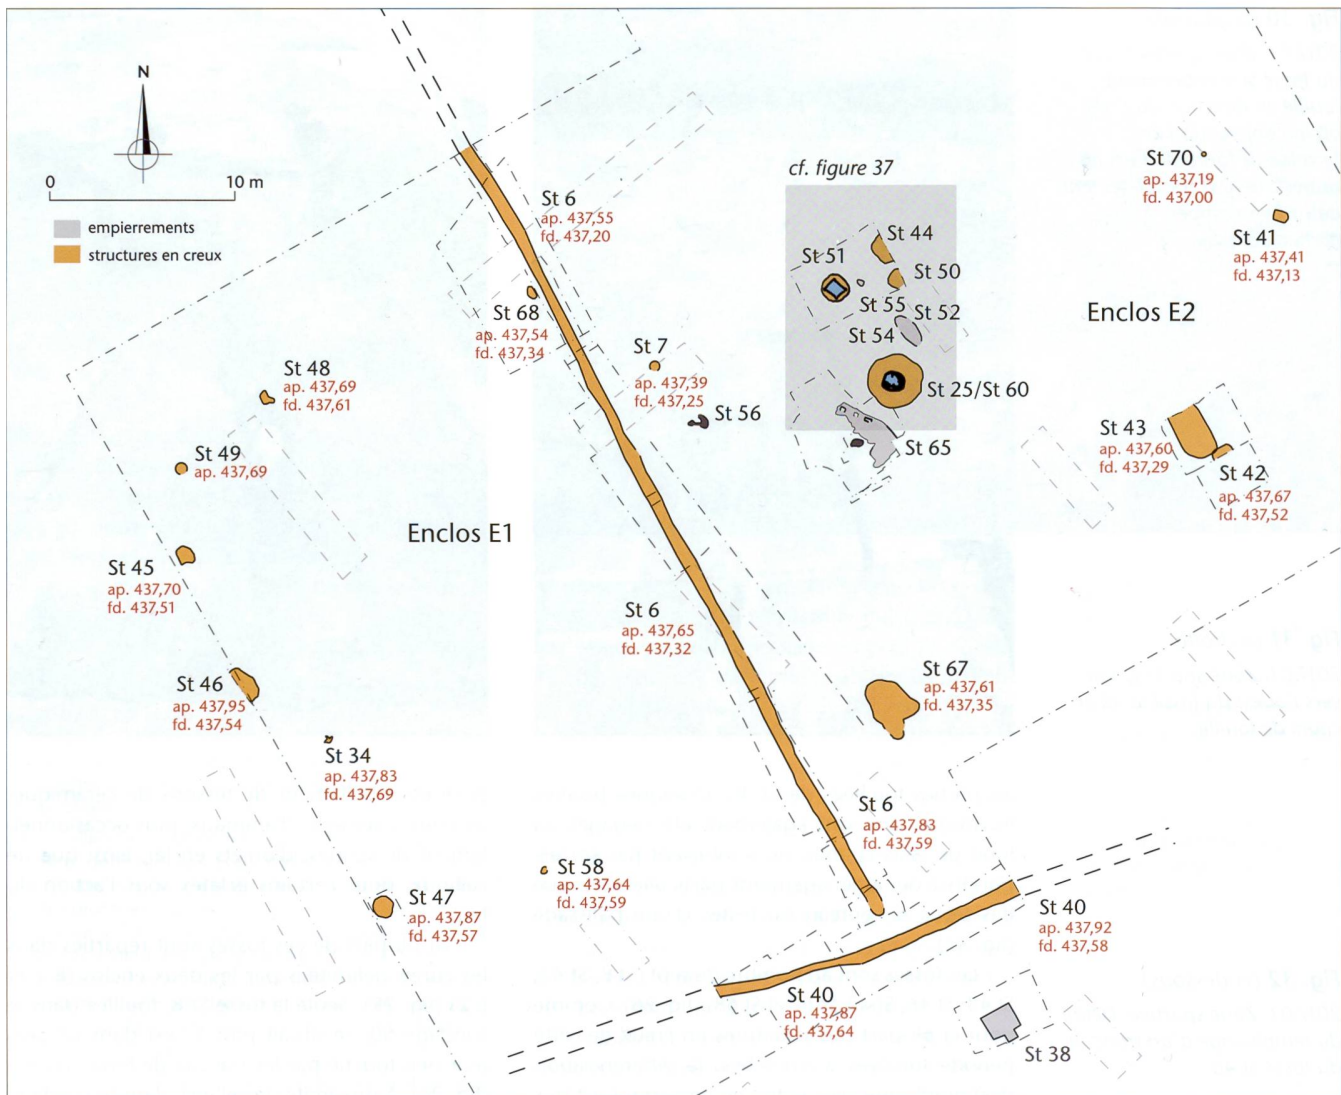 N
0 10 m
empierrements
structures en creux
St 6
ap. 437,55
fd. 437,20
cf. figure 37
St 44
St 51
St 50
St 55
St 52
St 54
St 25/St 60
St 65
St 70
ap. 437,19
fd. 437,00
St 41
ap. 437,41
fd. 437,13
Enclos E2
St 68
ap. 437,54
fd. 437,34
St 7
ap. 437,39
fd. 437,25
St 56
St 48
ap. 437,69
fd. 437,61
St 49
ap. 437,69
St 43
ap. 437,60
fd. 437,29
St 42
ap. 437,67
fd. 437,52
Enclos E1
St 45
ap. 437,70
fd. 437,51
St 6
ap. 437,65
fd. 437,32
St 46
ap. 437,95
fd. 437,54
St 67
ap. 437,61
fd. 437,35
St 34
ap. 437,83
fd. 437,69
St 6
ap. 437,83
fd. 437,59
St 58
ap. 437,64
fd. 437,59
St 47
ap. 437,87
fd. 437,57
St 40
ap. 437,92
fd. 437,58
St 40
ap. 437,87
fd. 437,64
St 38